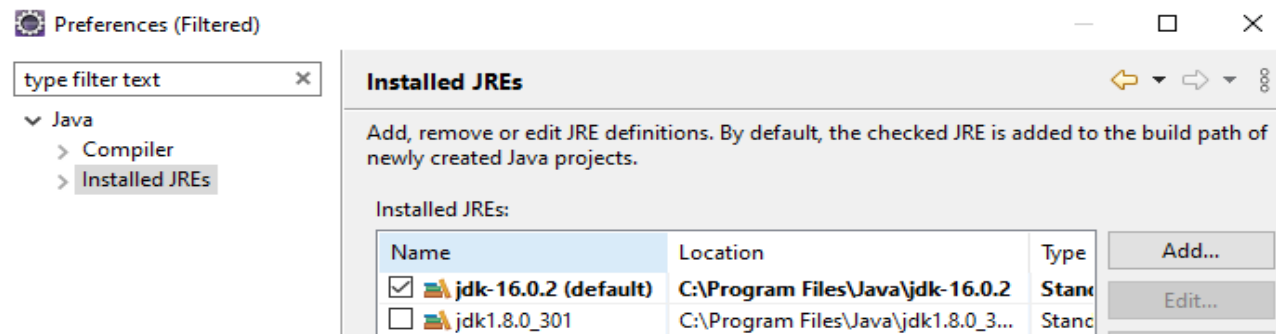 Preferences (Filtered)
type filter text
Java
Compiler
Installed JREs
Installed JREs
Add, remove or edit JRE definitions. By default, the checked JRE is added to the build path of
newly created Java projects.
Installed JREs:
Name Location Type
jdk-16.0.2 (default) C:\Program Files\Java\jdk-16.0.2 Stand
jdk1.8.0_301 C:\Program Files\Java\jdk1.8.0_3... Stanc
Add...
Edit...